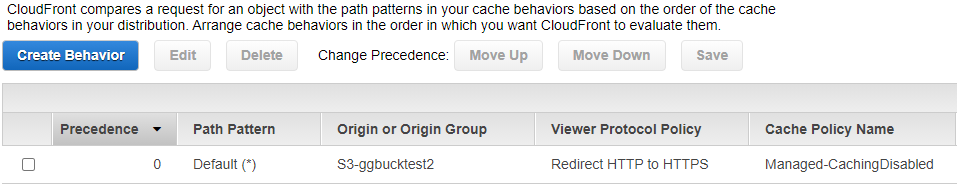 CloudFront compares a request for an object with the path patterns in your cache behaviors based on the order of the cache
behaviors in your distribution. Arrange cache behaviors in the order in which you want CloudFront to evaluate them.
Create Behavior Edit Delete Change Precedence: Move Up Move Down Save
Precedence Path Pattern Origin or Origin Group Viewer Protocol Policy Cache Policy Name
0 Default (*) S3-ggbucktest2 Redirect HTTP to HTTPS Managed-CachingDisabled